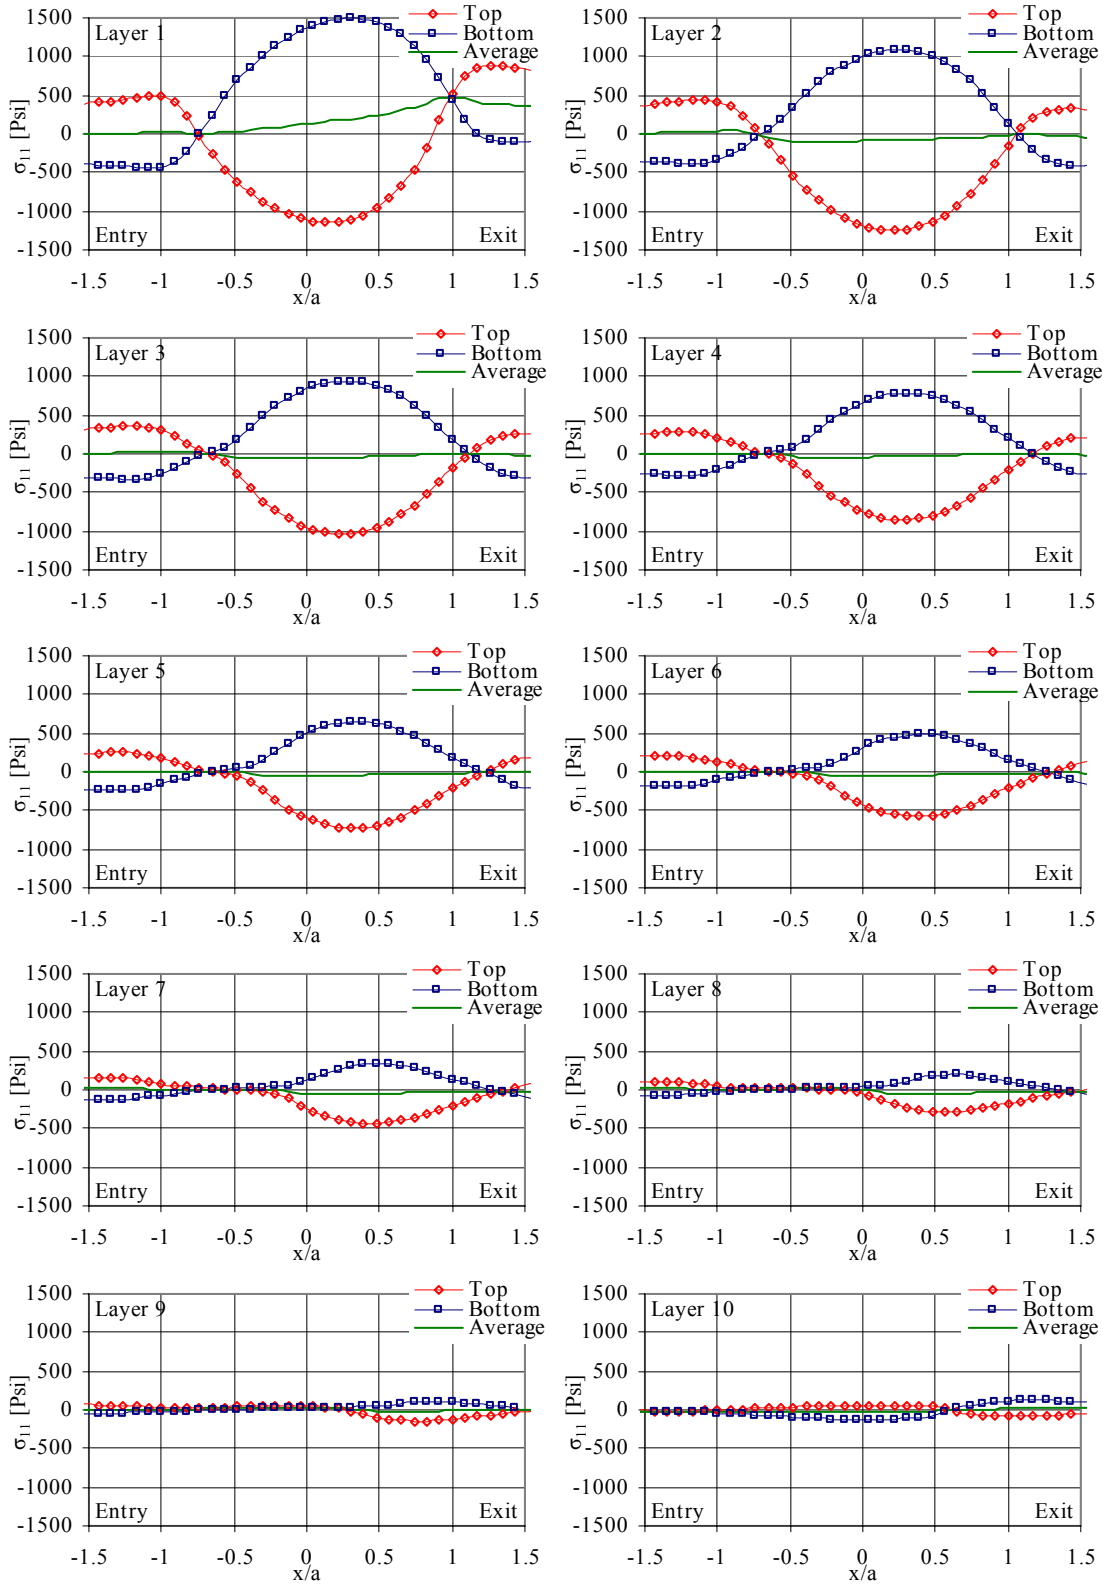 1500
1000
500
0
-500
-1000
-1500
σ11 [Psi]
Layer 1
Top
Bottom
Average
Entry
Exit
-1.5 -1 -0.5 0 0.5 1 1.5
x/a
1500
1000
500
0
-500
-1000
-1500
σ11 [Psi]
Layer 2
Top
Bottom
Average
Entry
Exit
-1.5 -1 -0.5 0 0.5 1 1.5
x/a
1500
1000
500
0
-500
-1000
-1500
σ11 [Psi]
Layer 3
Top
Bottom
Average
Entry
Exit
-1.5 -1 -0.5 0 0.5 1 1.5
x/a
1500
1000
500
0
-500
-1000
-1500
σ11 [Psi]
Layer 4
Top
Bottom
Average
Entry
Exit
-1.5 -1 -0.5 0 0.5 1 1.5
x/a
1500
1000
500
0
-500
-1000
-1500
σ11 [Psi]
Layer 5
Top
Bottom
Average
Entry
Exit
-1.5 -1 -0.5 0 0.5 1 1.5
x/a
1500
1000
500
0
-500
-1000
-1500
σ11 [Psi]
Layer 6
Top
Bottom
Average
Entry
Exit
-1.5 -1 -0.5 0 0.5 1 1.5
x/a
1500
1000
500
0
-500
-1000
-1500
σ11 [Psi]
Layer 7
Top
Bottom
Average
Entry
Exit
-1.5 -1 -0.5 0 0.5 1 1.5
x/a
1500
1000
500
0
-500
-1000
-1500
σ11 [Psi]
Layer 8
Top
Bottom
Average
Entry
Exit
-1.5 -1 -0.5 0 0.5 1 1.5
x/a
1500
1000
500
0
-500
-1000
-1500
σ11 [Psi]
Layer 9
Top
Bottom
Average
Entry
Exit
-1.5 -1 -0.5 0 0.5 1 1.5
x/a
1500
1000
500
0
-500
-1000
-1500
σ11 [Psi]
Layer 10
Top
Bottom
Average
Entry
Exit
-1.5 -1 -0.5 0 0.5 1 1.5
x/a